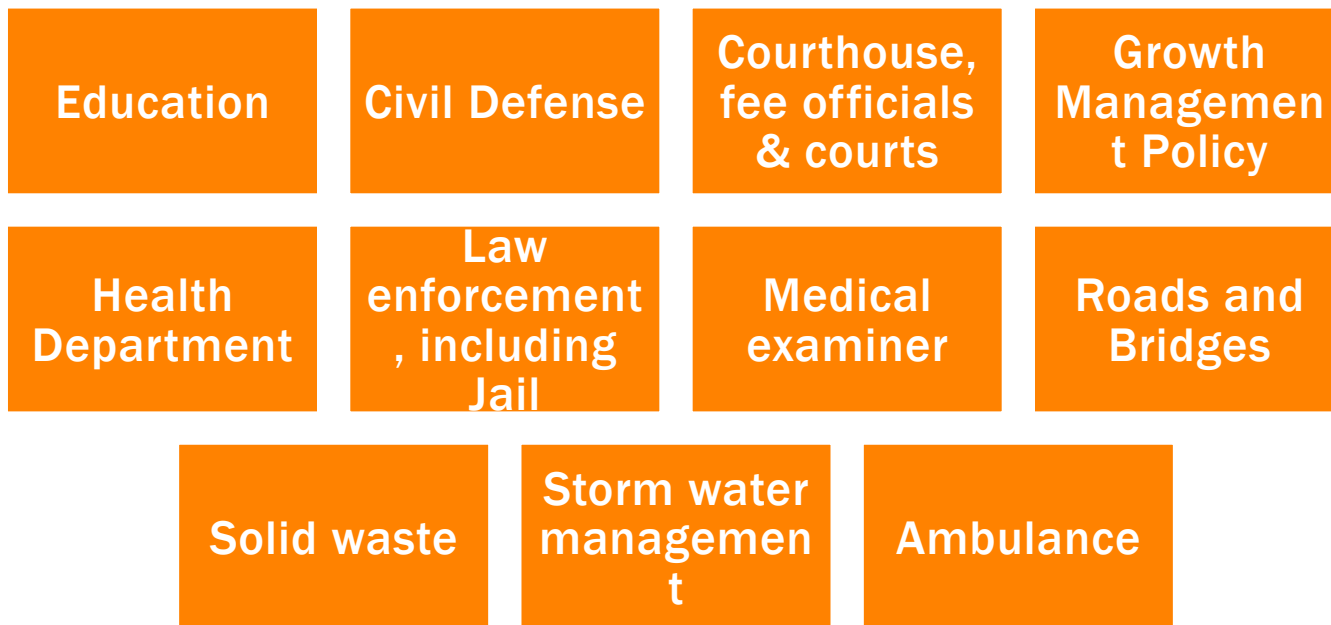 Education
Civil Defense
Courthouse,
fee officials
& courts
Growth
Managemen
t Policy
Health
Department
Law
enforcement
, including
Jail
Medical
examiner
Roads and
Bridges
Solid waste
Storm water
managemen
t
Ambulance